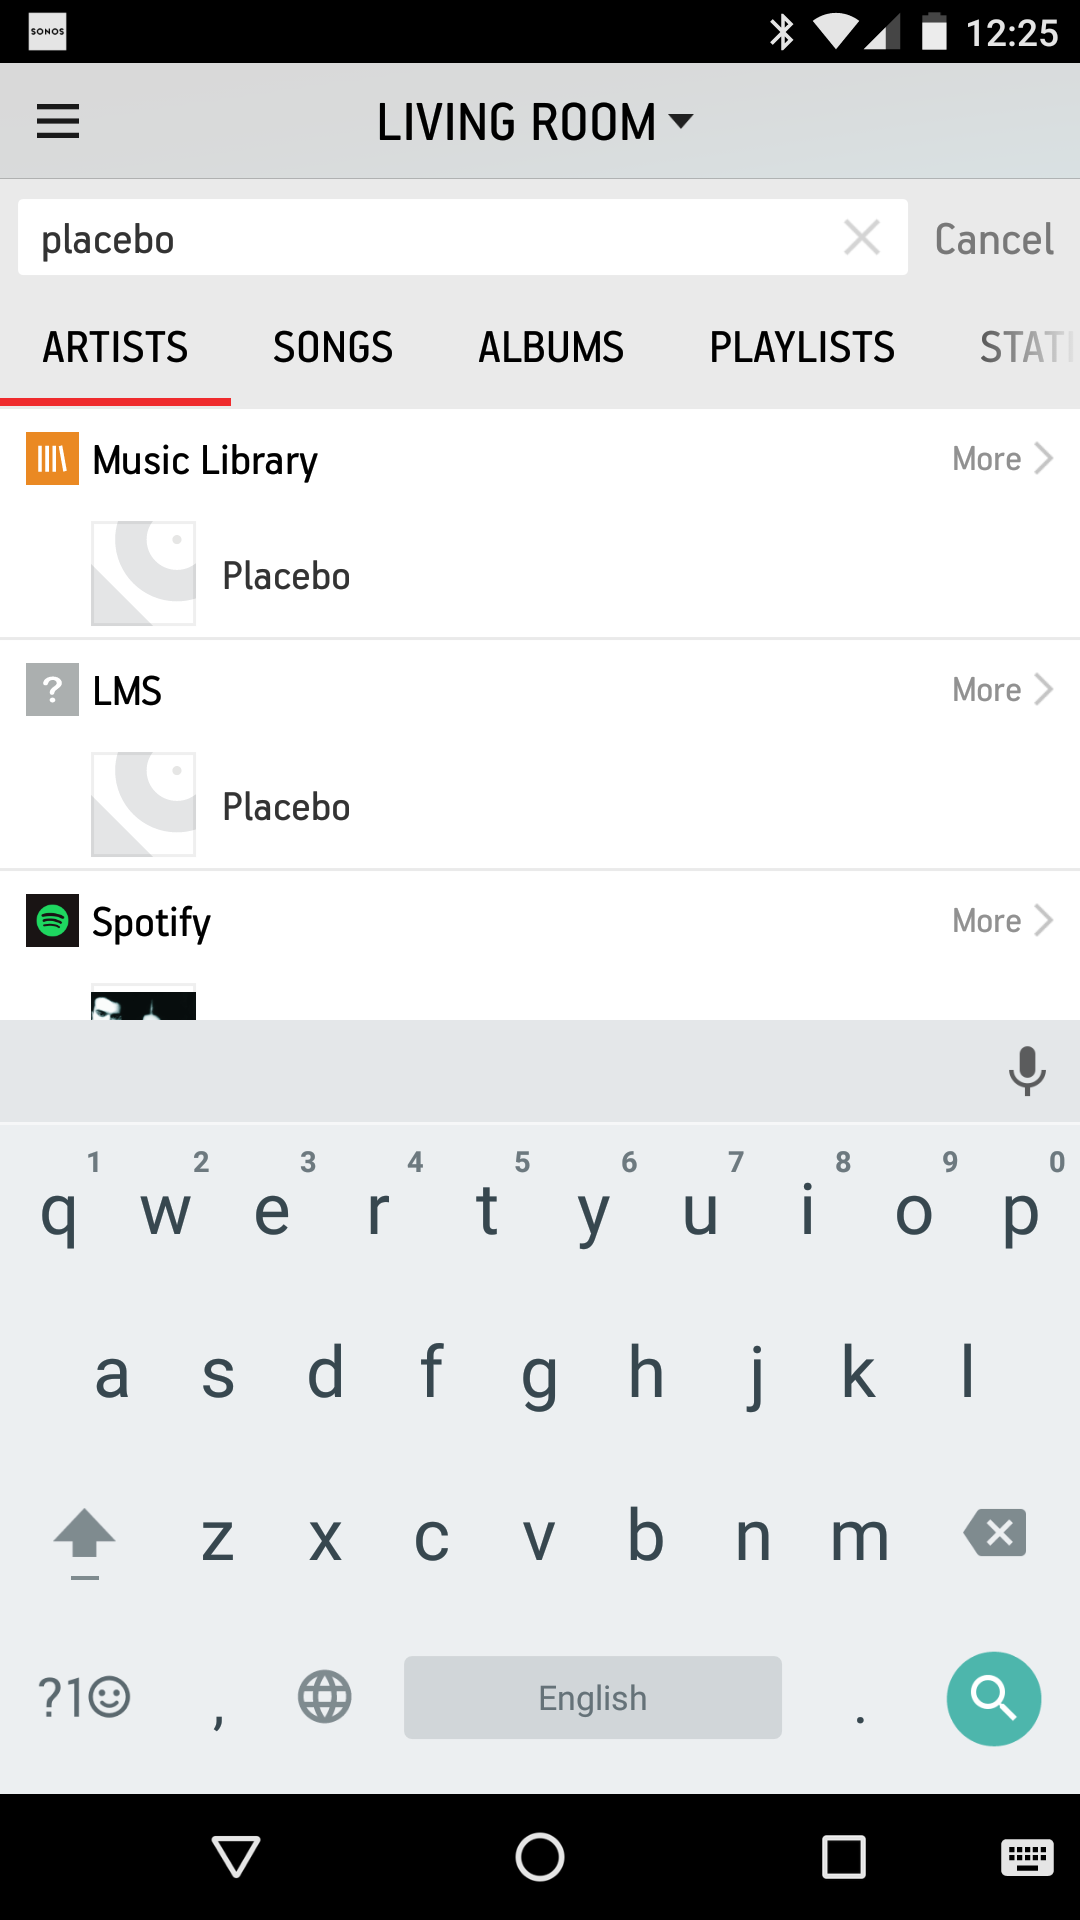 SONOS
12:25
LIVING ROOM
placebo
Cancel
ARTISTS SONGS ALBUMS PLAYLISTS STATI
Music Library More
Placebo
? LMS More
Placebo
Spotify More
1 2 3 4 5 6 7 8 9 0
q w e r t y u i o p
a s d f g h j k l
z x c v b n m
?1 , English .